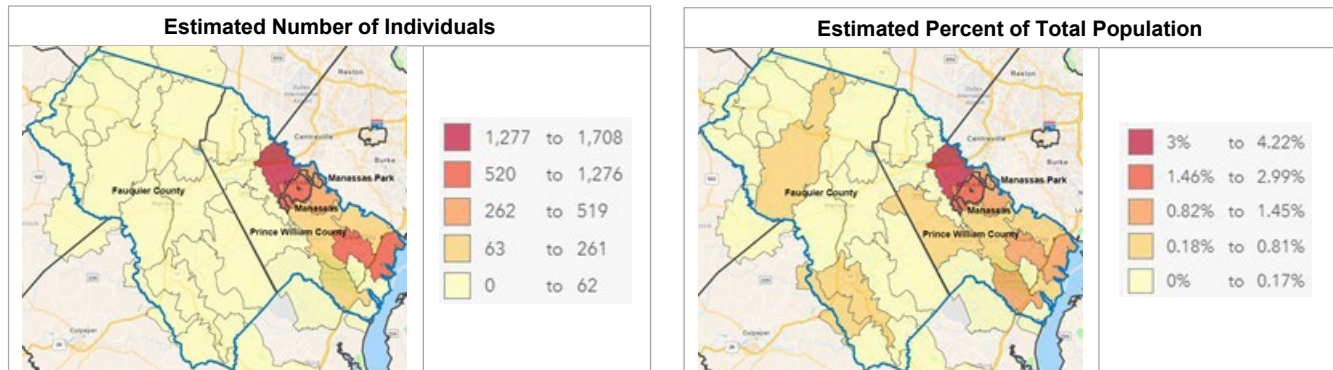 Estimated Number of Individuals
Reston
Centreville
Burke
Manassas Park
Fauquier County
Manassas
Prince William County
Culpeper
1,277 to 1,708
520 to 1,276
262 to 519
63 to 261
0 to 62
Estimated Percent of Total Population
Reston
Centreville
Burke
Manassas Park
Fauquier County
Manassas
Prince William County
Culpeper
3% to 4.22%
1.46% to 2.99%
0.82% to 1.45%
0.18% to 0.81%
0% to 0.17%